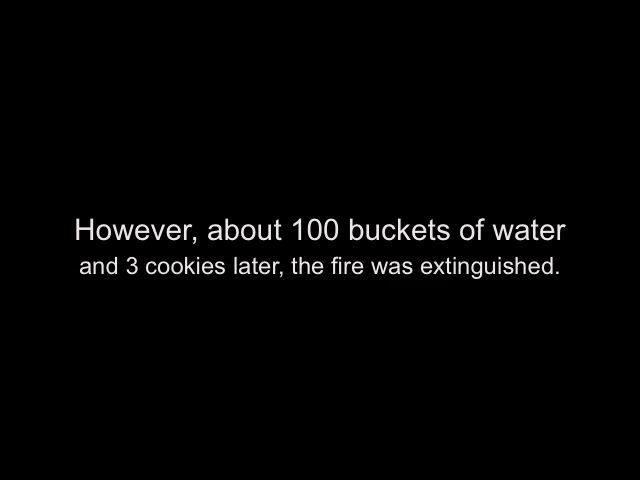 However, about 100 buckets of water
and 3 cookies later, the fire was extinguished.